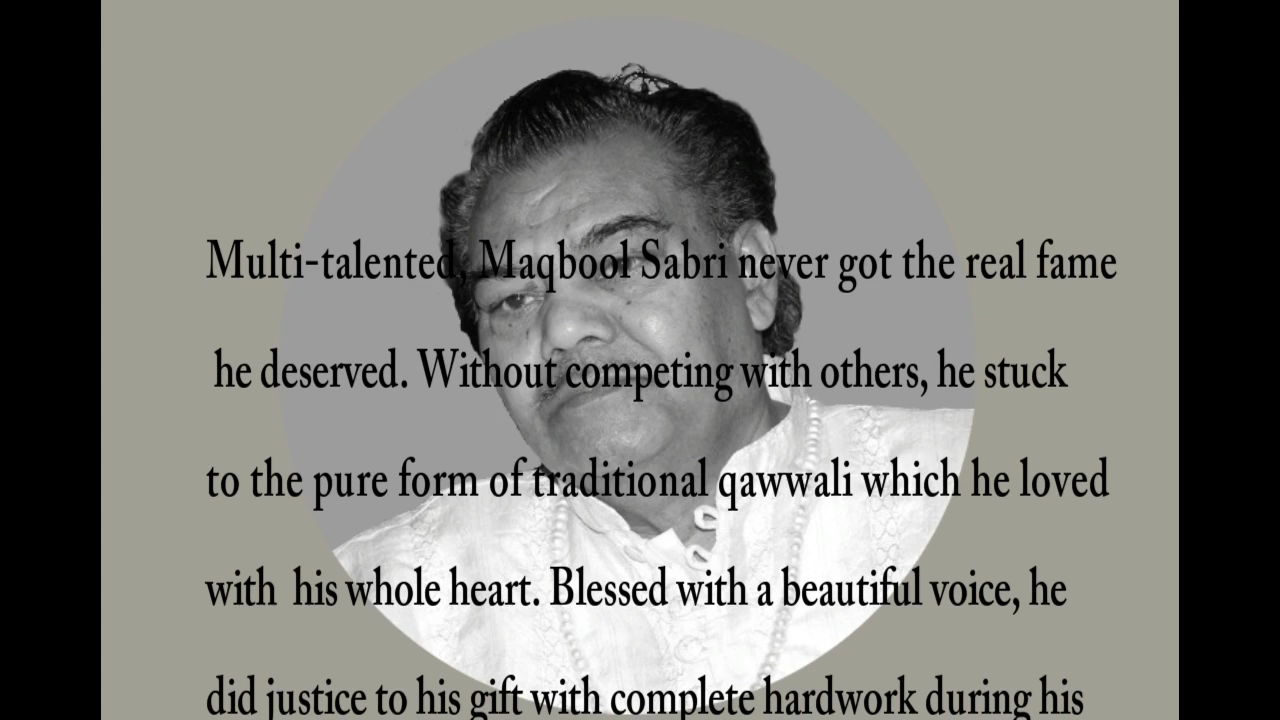 Multi-talented, Maqbool Sabri never got the real fame
he deserved. Without competing with others, he stuck
to the pure form of traditional qawwali which he loved
with his whole heart. Blessed with a beautiful voice, he
did justice to his gift with complete hardwork during his